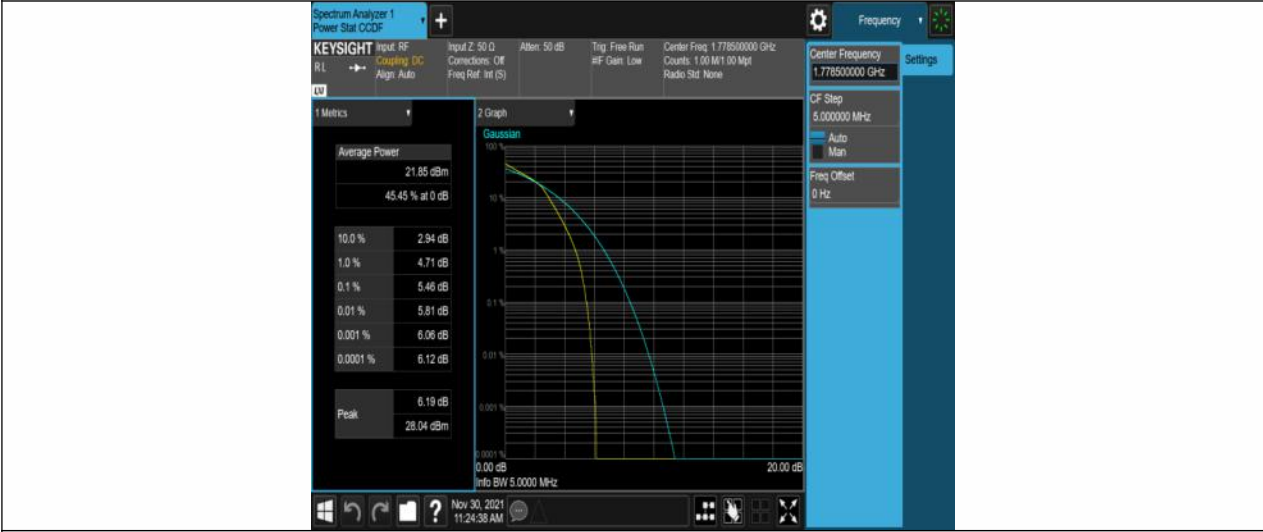 Spectrum Analyzer 1
Power Stat CCDF
+
Frequency
KEYSIGHT
Input: RF
Input Z: 50 Ω
Atten: 50 dB
Trig: Free Run
Center Freq: 1.778500000 GHz
RL
Coupling: DC
Corrections: Off
#IF Gain: Low
Counts: 1.00 M/1.00 Mpt
Align: Auto
Freq Ref: Int (S)
Radio Std: None
LXI
Center Frequency
1.778500000 GHz
Settings
CF Step
5.000000 MHz
Auto
Man
Freq Offset
0 Hz
1 Metrics
Average Power
21.85 dBm
45.45 % at 0 dB
10.0 % 2.94 dB
1.0 % 4.71 dB
0.1 % 5.46 dB
0.01 % 5.81 dB
0.001 % 6.06 dB
0.0001 % 6.12 dB
Peak
6.19 dB
28.04 dBm
2 Graph
Gaussian
100 %
10 %
1 %
0.1 %
0.01 %
0.001 %
0.0001 %
0.00 dB 20.00 dB
Info BW 5.0000 MHz
?
Nov 30, 2021
11:24:38 AM